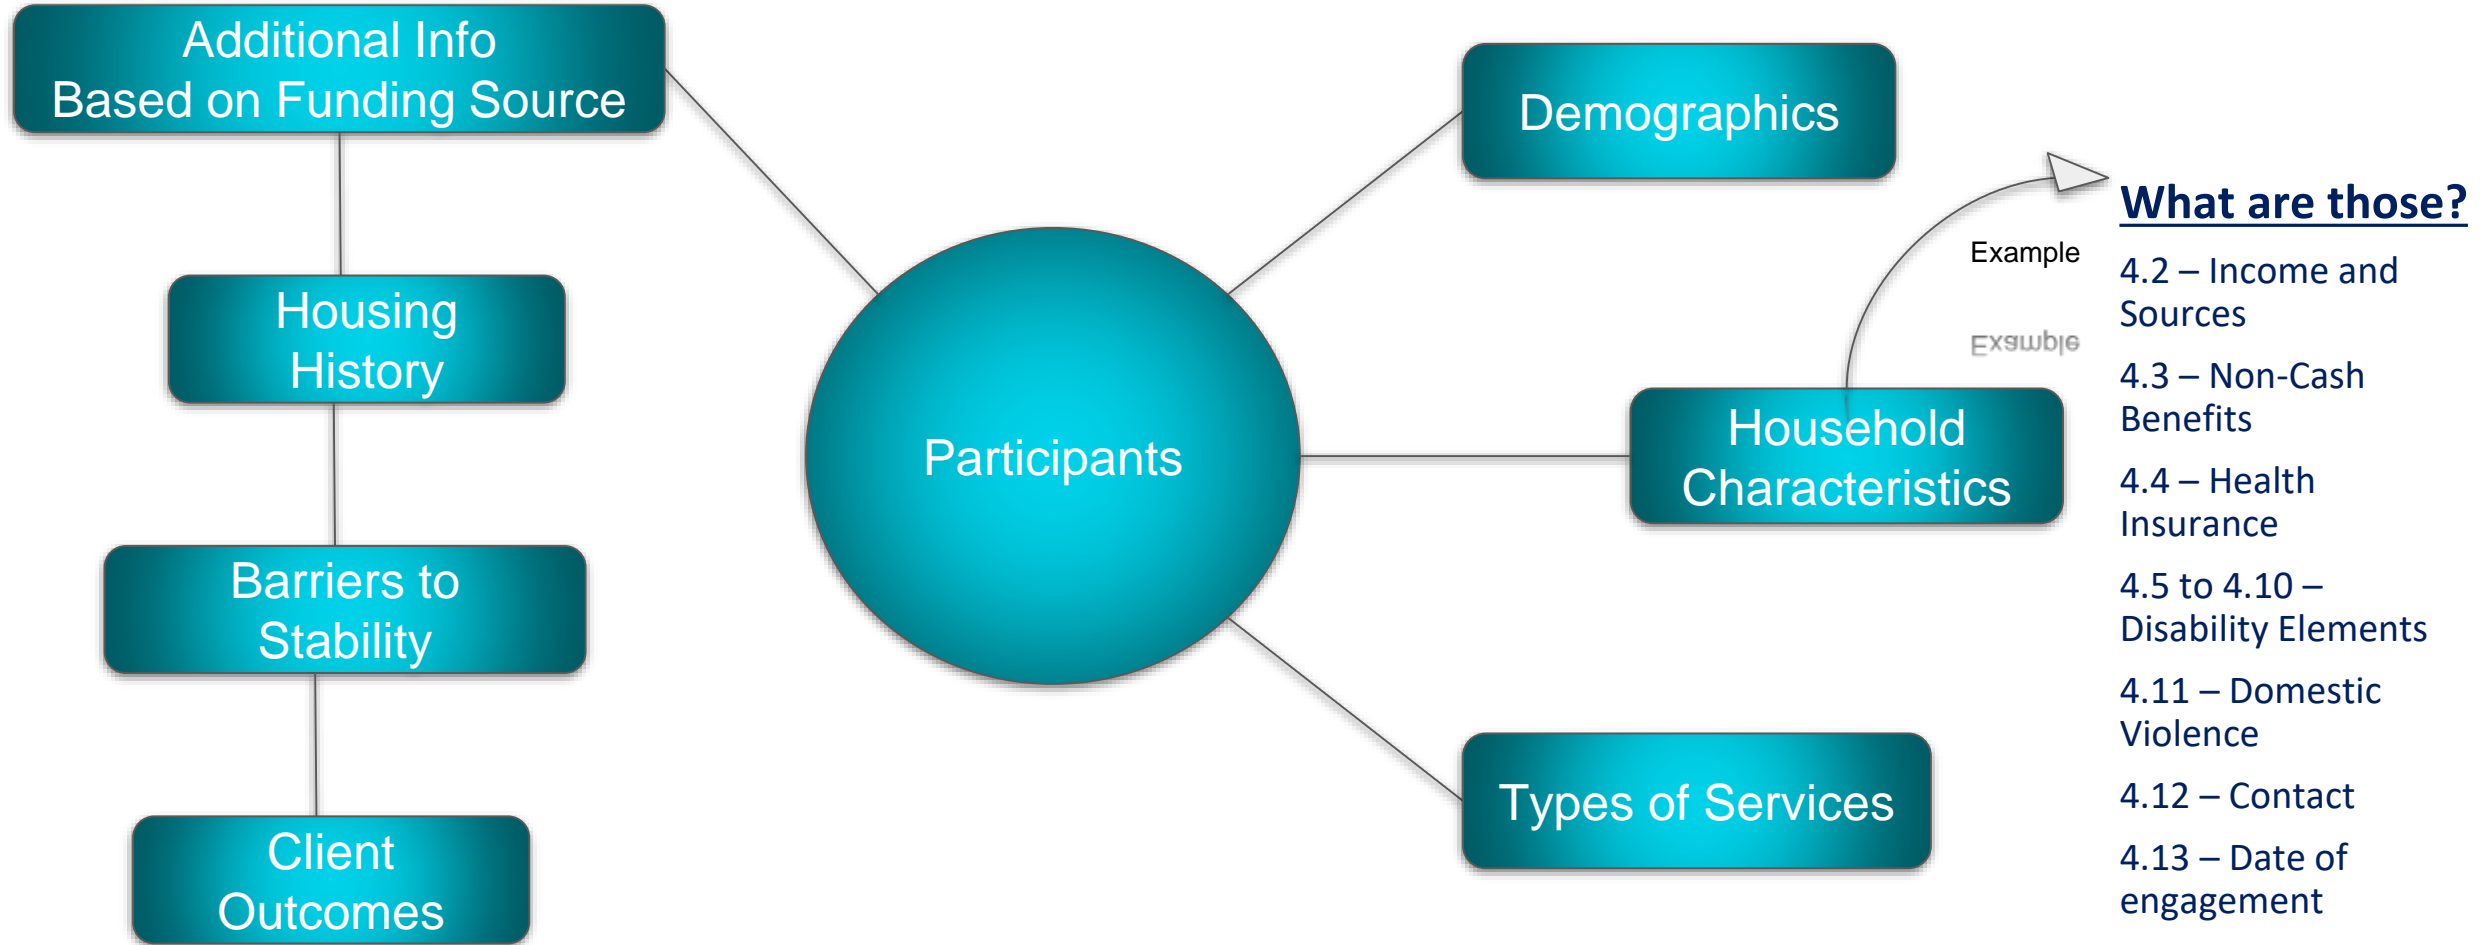 Additional Info
Based on Funding Source
Housing
History
Barriers to
Stability
Client
Outcomes
Participants
Demographics
Household
Characteristics
Types of Services
Example
Example
What are those?
4.2 – Income and
Sources
4.3 – Non-Cash
Benefits
4.4 – Health
Insurance
4.5 to 4.10 –
Disability Elements
4.11 – Domestic
Violence
4.12 – Contact
4.13 – Date of
engagement